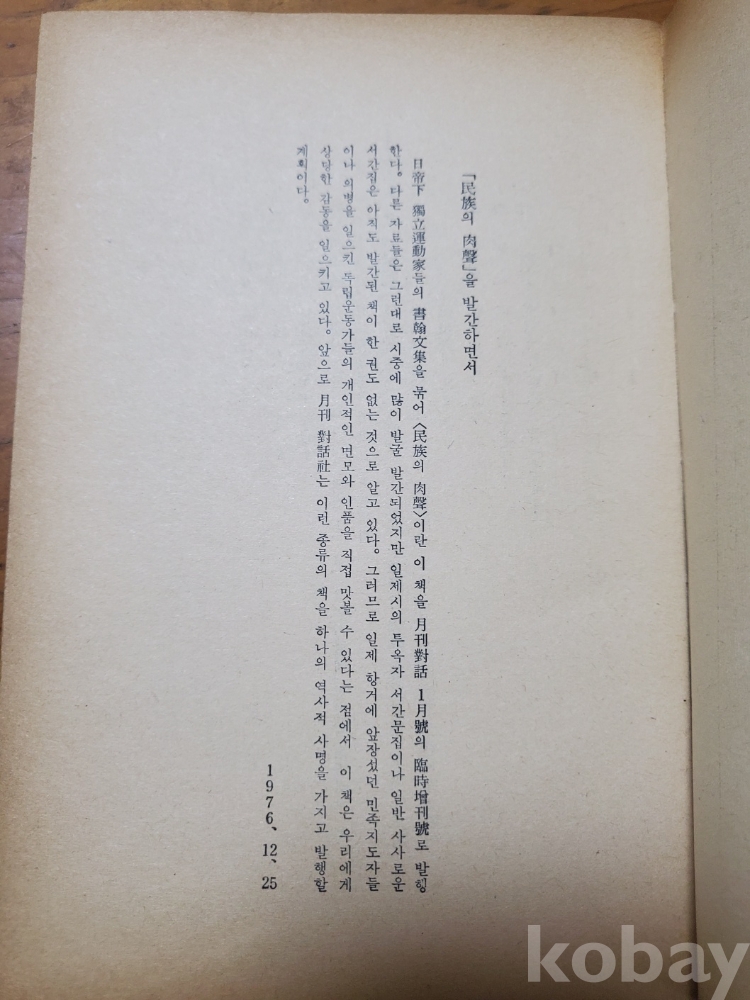 「民族의 肉聲」을 발간하면서
日帝下 獨立運動家들의 書翰文集을 묶어 〈民族의 肉聲〉이란 이 책을 月刊對話 1月號의 臨時增刊號로 발행
한다。다른 자료들은 그런대로 시중에 많이 발굴 발간되었지만 일제시의 투옥자 서간문집이나 일반 사사로운
서간집은 아직도 발간된 책이 한 권도 없는 것으로 알고 있다。그러므로 일제 항거에 앞장섰던 민족지도자들
이나 의병을 일으킨 독립운동가들의 개인적인 면모와 인품을 직접 맛볼 수 있다는 점에서 이 책은 우리에게
상당한 감동을 일으키고 있다。앞으로 月刊 對話社는 이런 종류의 책을 하나의 역사적 사명을 가지고 발행할
계획이다。
1976、12、25
kobay